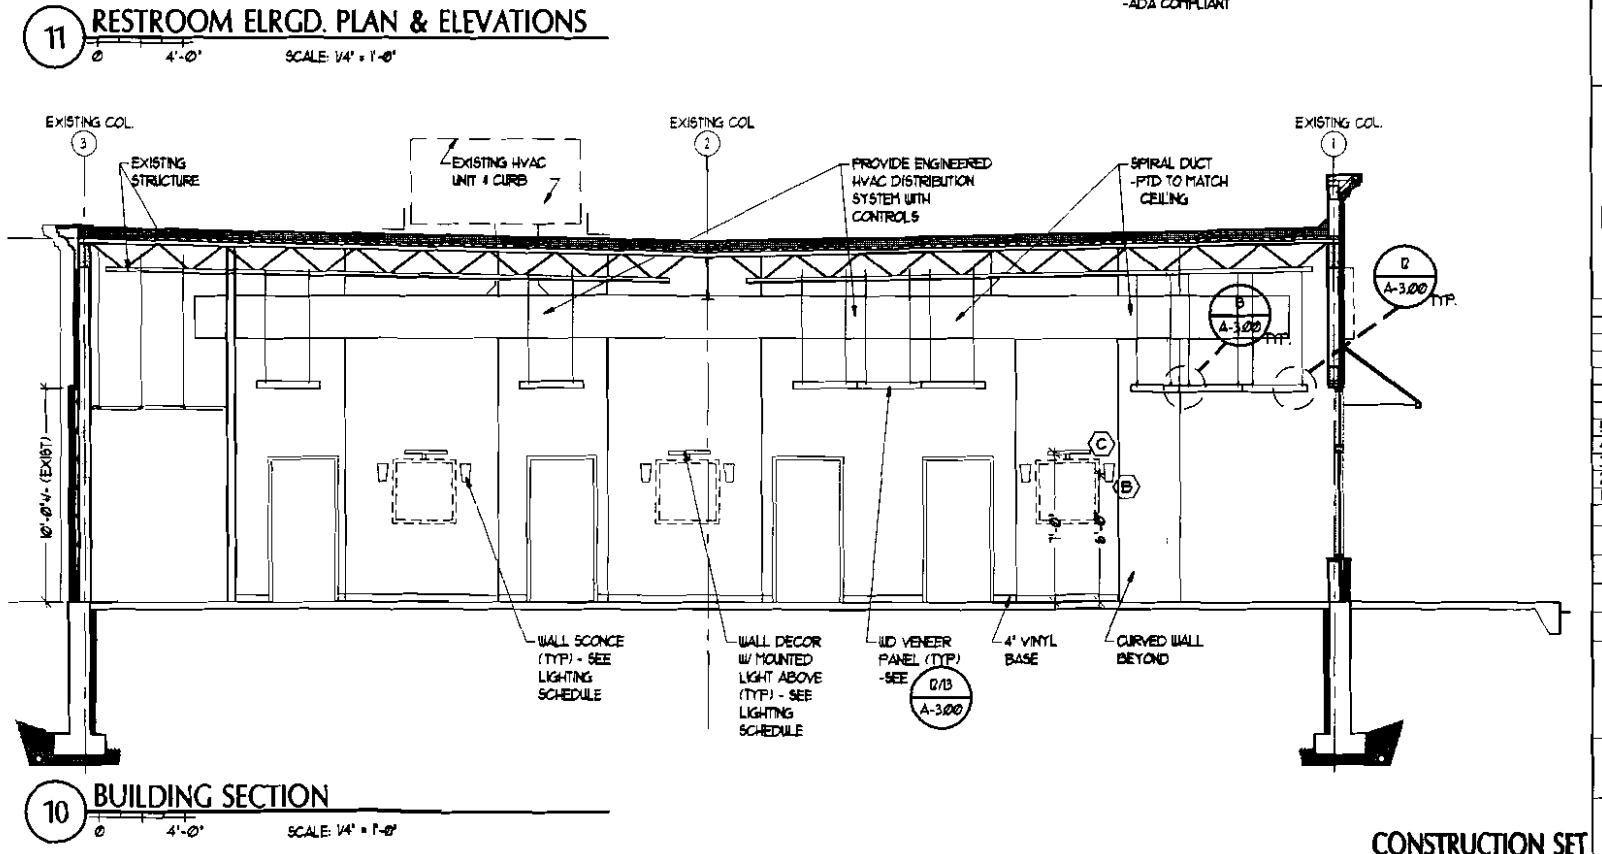 -ADA COMPLIANT
11
RESTROOM ELRGD. PLAN & ELEVATIONS
0 4'-0" SCALE: 1/4" = 1'-0"
EXISTING COL.
3
EXISTING
STRUCTURE
EXISTING HVAC
UNIT & CURB
EXISTING COL.
2
PROVIDE ENGINEERED
HVAC DISTRIBUTION
SYSTEM WITH
CONTROLS
SPIRAL DUCT
-PTD TO MATCH
CEILING
EXISTING COL.
1
12
A-3.00
TYP.
A-3.00
TYP.
10'-0"+/- (EXIST)
C
B
7'-0"
6'-0"
WALL SCONCE
(TYP) - SEE
LIGHTING
SCHEDULE
WALL DECOR
W/ MOUNTED
LIGHT ABOVE
(TYP) - SEE
LIGHTING
SCHEDULE
WD VENEER
PANEL (TYP)
-SEE
12/13
A-3.00
4" VINYL
BASE
CURVED WALL
BEYOND
10
BUILDING SECTION
0 4'-0" SCALE: 1/4" = 1'-0"
CONSTRUCTION SET